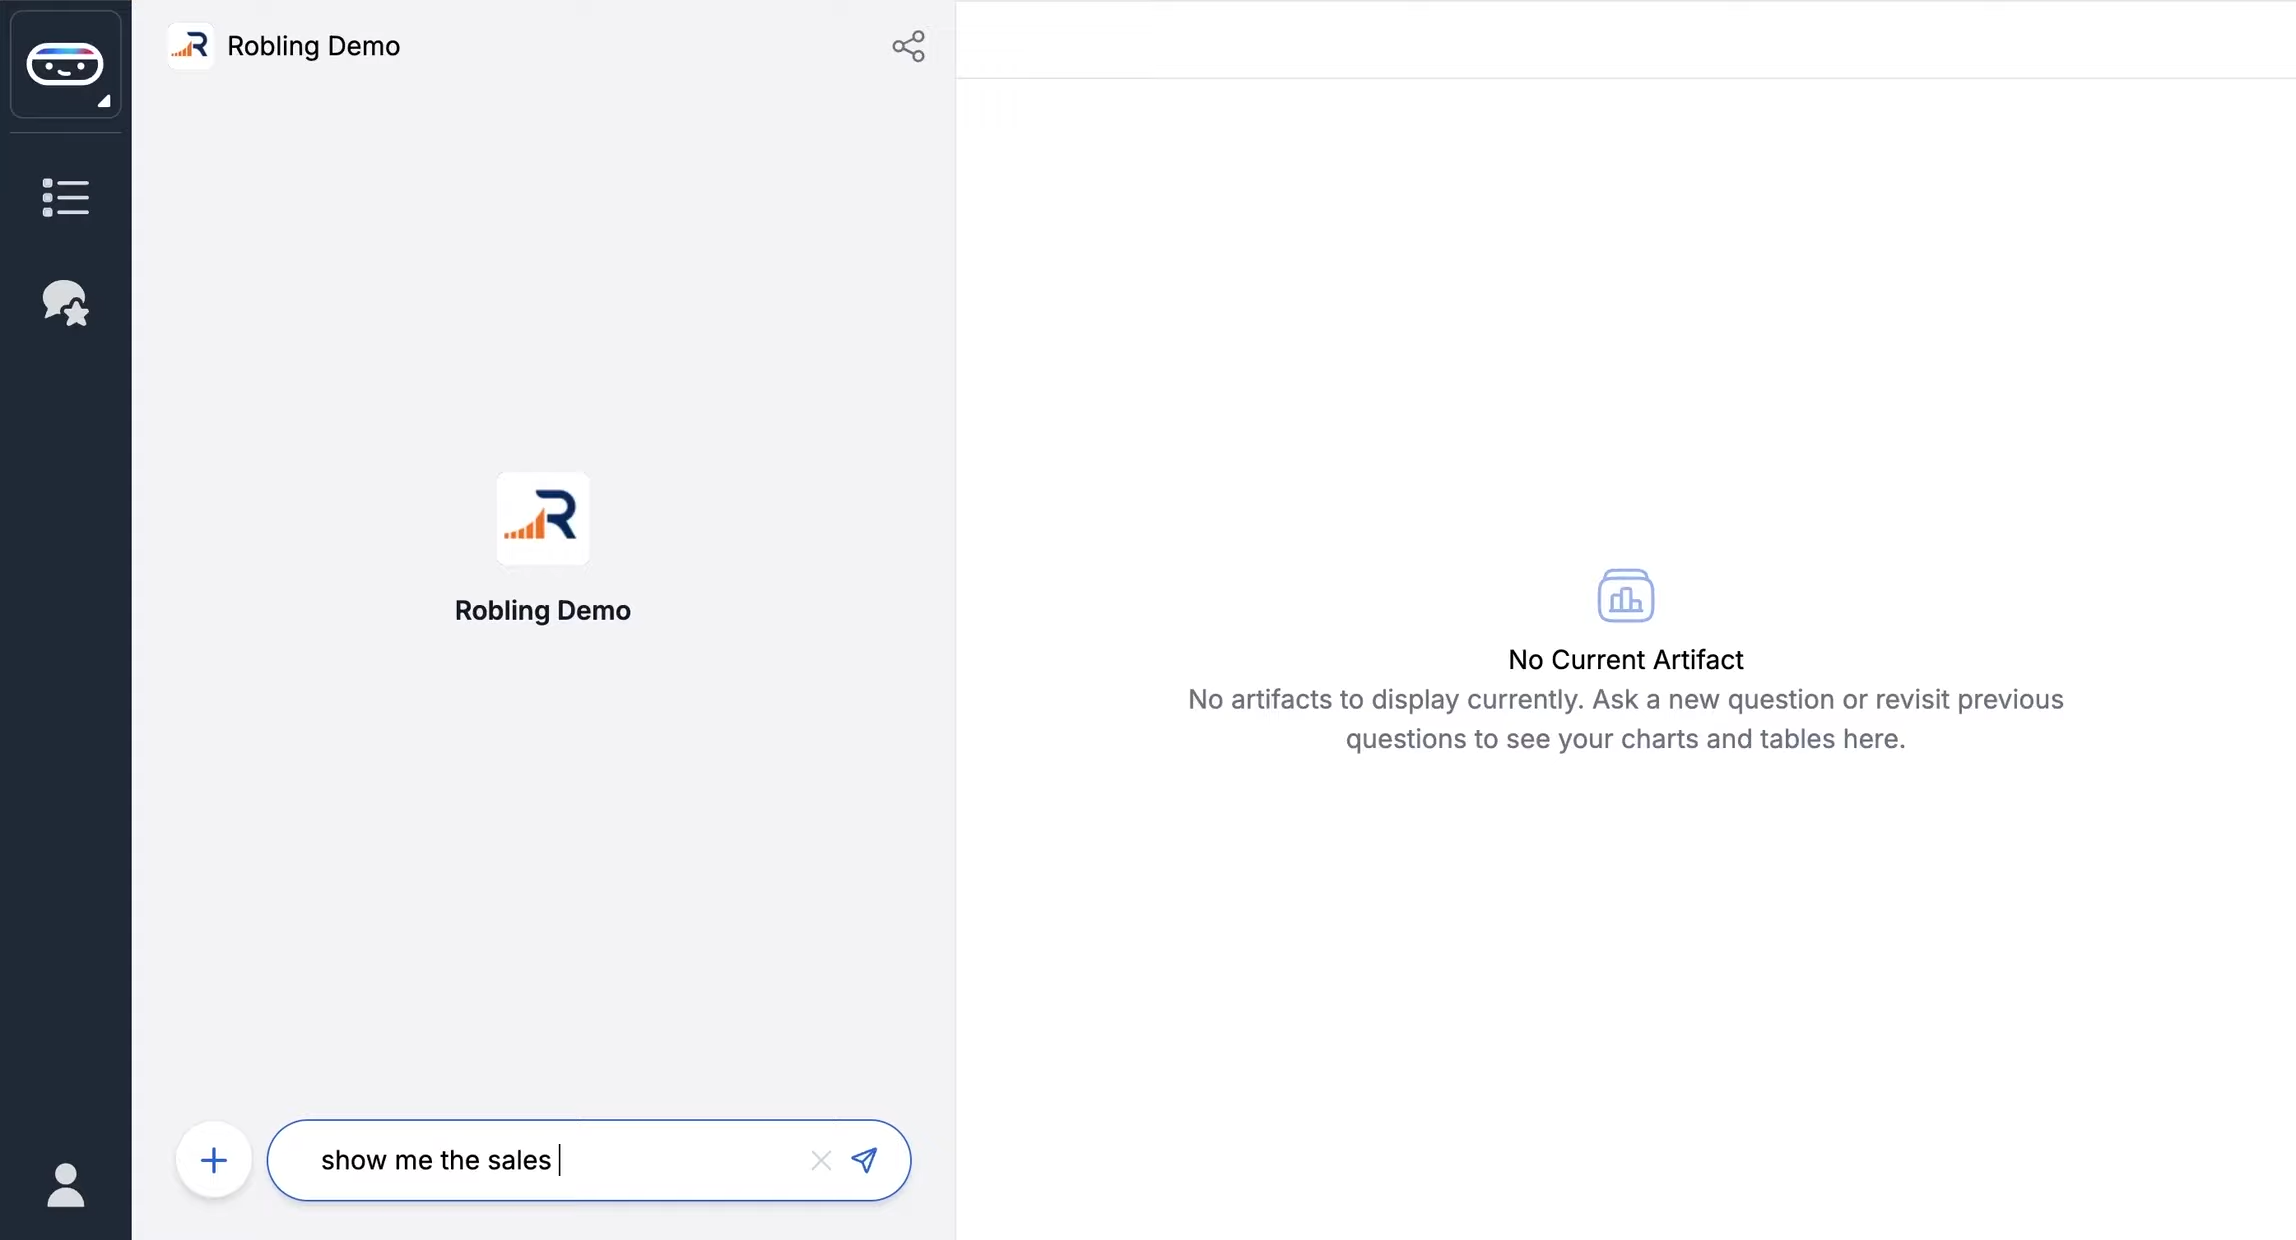 Robling Demo
Robling Demo
show me the sales
No Current Artifact
No artifacts to display currently. Ask a new question or revisit previous
questions to see your charts and tables here.